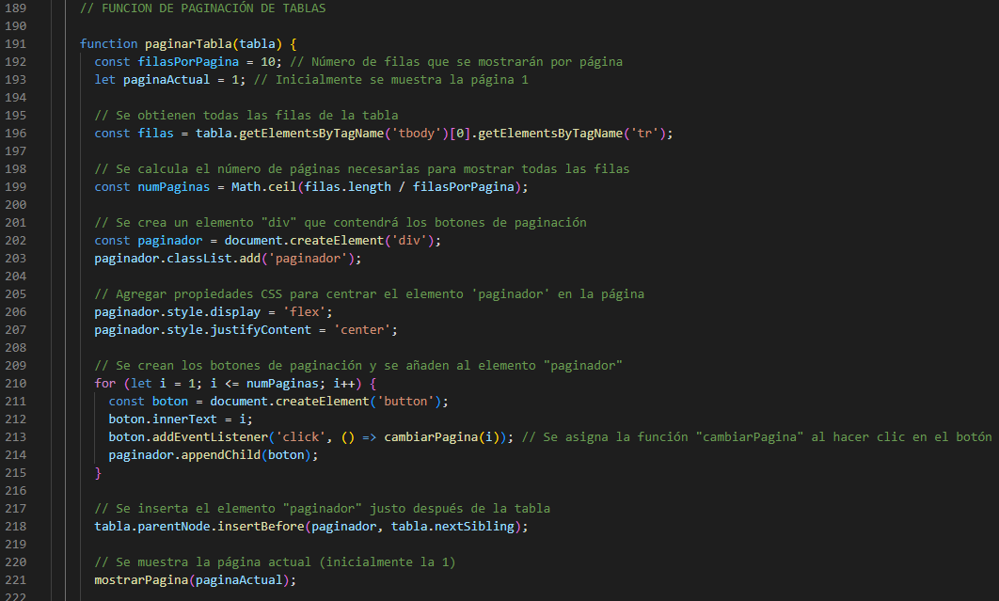 189 // FUNCION DE PAGINACIÓN DE TABLAS
190
191 function paginarTabla(tabla) {
192 const filasPorPagina = 10; // Número de filas que se mostrarán por página
193 let paginaActual = 1; // Inicialmente se muestra la página 1
194
195 // Se obtienen todas las filas de la tabla
196 const filas = tabla.getElementsByTagName('tbody')[0].getElementsByTagName('tr');
197
198 // Se calcula el número de páginas necesarias para mostrar todas las filas
199 const numPaginas = Math.ceil(filas.length / filasPorPagina);
200
201 // Se crea un elemento "div" que contendrá los botones de paginación
202 const paginador = document.createElement('div');
203 paginador.classList.add('paginador');
204
205 // Agregar propiedades CSS para centrar el elemento 'paginador' en la página
206 paginador.style.display = 'flex';
207 paginador.style.justifyContent = 'center';
208
209 // Se crean los botones de paginación y se añaden al elemento "paginador"
210 for (let i = 1; i <= numPaginas; i++) {
211 const boton = document.createElement('button');
212 boton.innerText = i;
213 boton.addEventListener('click', () => cambiarPagina(i)); // Se asigna la función "cambiarPagina" al hacer clic en el botón
214 paginador.appendChild(boton);
215 }
216
217 // Se inserta el elemento "paginador" justo después de la tabla
218 tabla.parentNode.insertBefore(paginador, tabla.nextSibling);
219
220 // Se muestra la página actual (inicialmente la 1)
221 mostrarPagina(paginaActual);
222